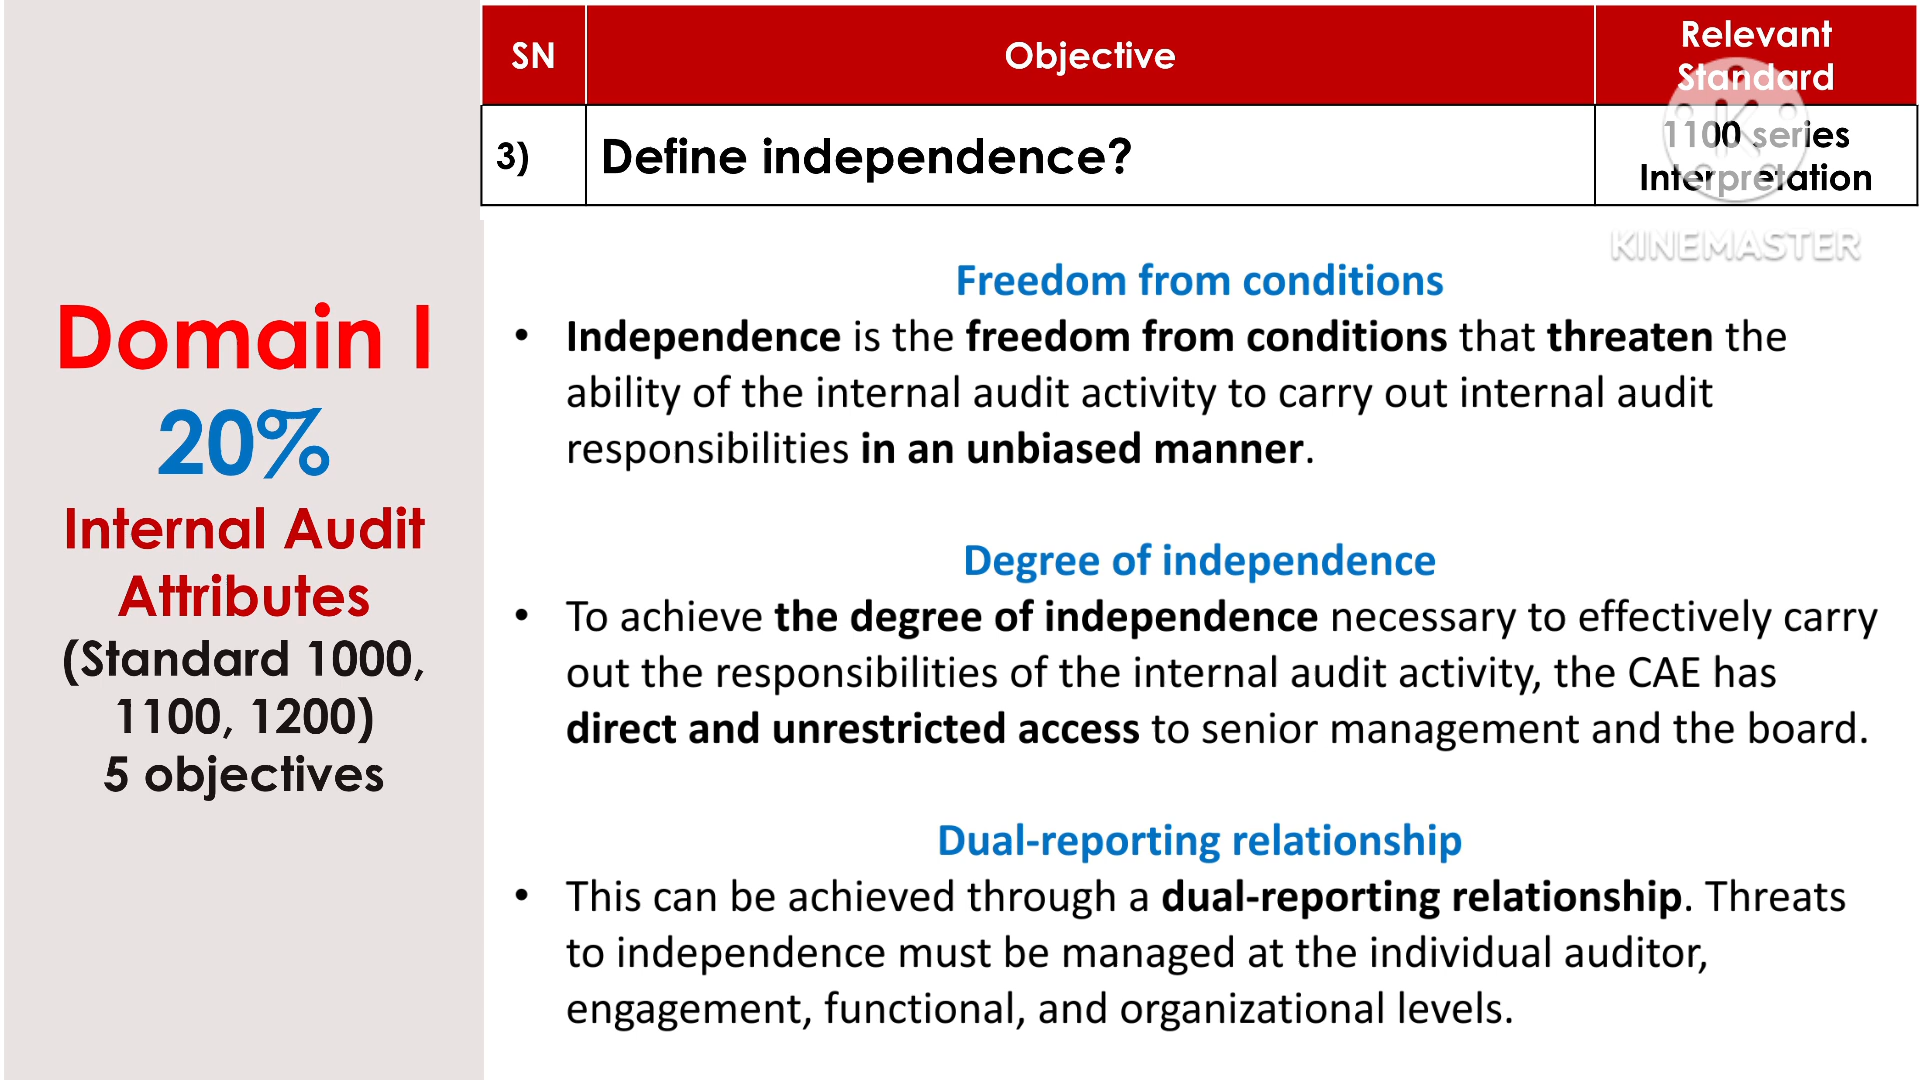 SN
Objective
Relevant
Standard
3)
Define independence?
1100 series
Interpretation
KINEMASTER
Domain I
20%
Internal Audit
Attributes
(Standard 1000,
1100, 1200)
5 objectives
Freedom from conditions
• Independence is the freedom from conditions that threaten the
ability of the internal audit activity to carry out internal audit
responsibilities in an unbiased manner.
Degree of independence
• To achieve the degree of independence necessary to effectively carry
out the responsibilities of the internal audit activity, the CAE has
direct and unrestricted access to senior management and the board.
Dual-reporting relationship
• This can be achieved through a dual-reporting relationship. Threats
to independence must be managed at the individual auditor,
engagement, functional, and organizational levels.